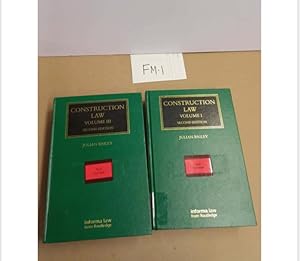 FM.1
CONSTRUCTION
LAW
VOLUME III
SECOND EDITION
JULIAN BAILEY
informa law
from Routledge
CONSTRUCTION
LAW
VOLUME I
SECOND EDITION
JULIAN BAILEY
informa law
from Routledge